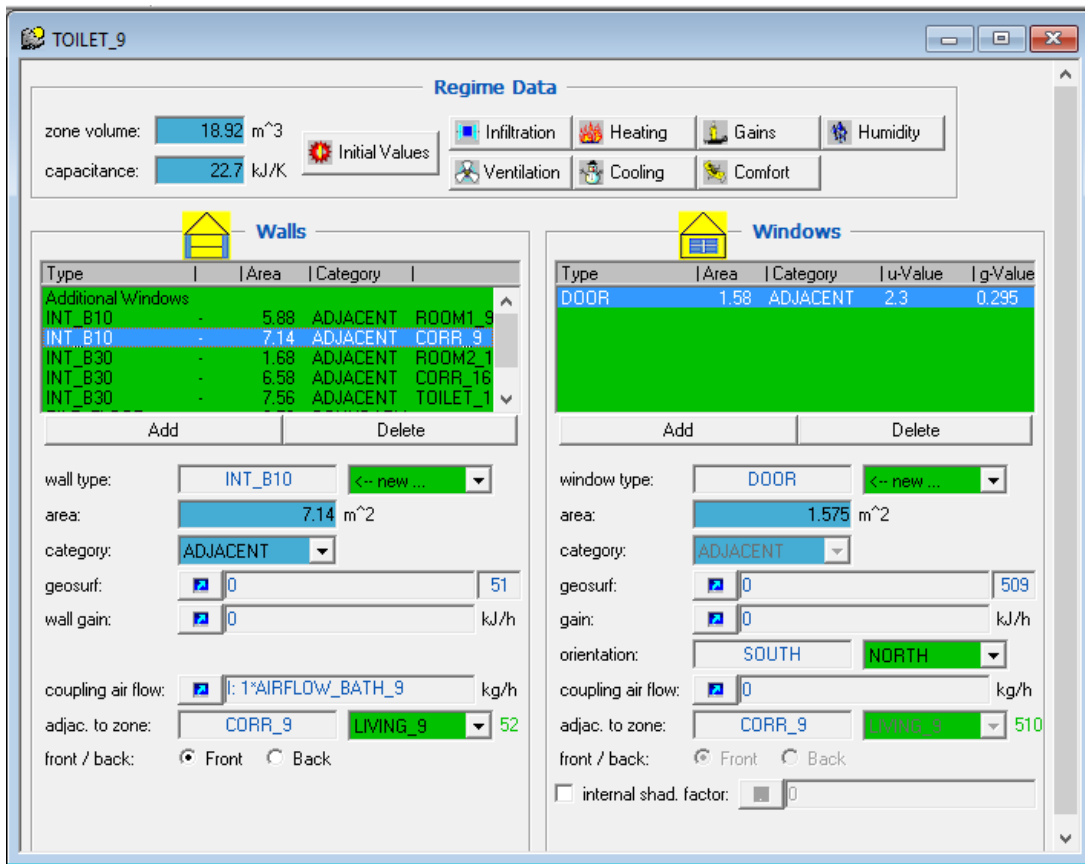 TOILET_9
Regime Data
zone volume: 18.92 m^3
capacitance: 22.7 kJ/K
Initial Values
Infiltration Heating Gains Humidity
Ventilation Cooling Comfort
Walls
Type | | Area | Category |
Additional Windows
INT_B10 - 5.88 ADJACENT ROOM1_9
INT_B10 - 7.14 ADJACENT CORR_9
INT_B30 - 1.68 ADJACENT ROOM2_1
INT_B30 - 6.58 ADJACENT CORR_16
INT_B30 - 7.56 ADJACENT TOILET_1
Add Delete
wall type: INT_B10 <-- new ...
area: 7.14 m^2
category: ADJACENT
geosurf: 0 51
wall gain: 0 kJ/h
coupling air flow: I: 1*AIRFLOW_BATH_9 kg/h
adjac. to zone: CORR_9 LIVING_9 52
front / back: Front Back
Windows
Type | Area | Category | u-Value | g-Value
DOOR 1.58 ADJACENT 2.3 0.295
Add Delete
window type: DOOR <-- new ...
area: 1.575 m^2
category: ADJACENT
geosurf: 0 509
gain: 0 kJ/h
orientation: SOUTH NORTH
coupling air flow: 0 kg/h
adjac. to zone: CORR_9 LIVING_9 510
front / back: Front Back
internal shad. factor: 0